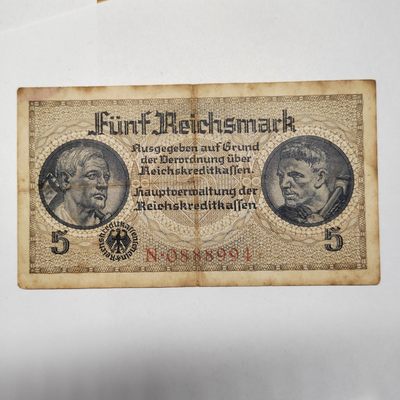 Fünf Reichsmark
Ausgegeben auf Grund
der Verordnung über
Reichskreditkassen.
Hauptverwaltung der
Reichskreditkassen
5
5
N·0888994